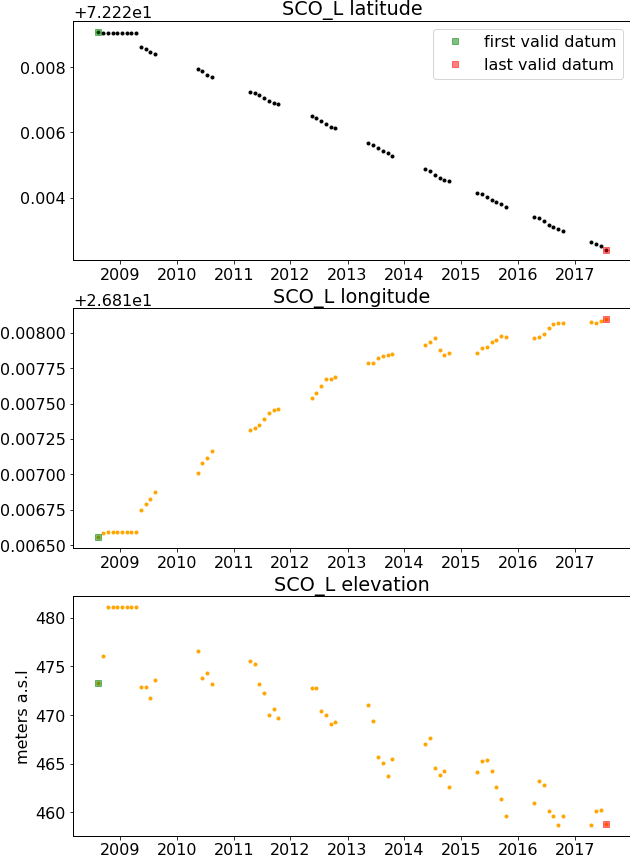 SCO_L latitude
+7.222e1
first valid datum
last valid datum
0.008
0.006
0.004
2009 2010 2011 2012 2013 2014 2015 2016 2017
SCO_L longitude
+2.681e1
0.00800
0.00775
0.00750
0.00725
0.00700
0.00675
0.00650
2009 2010 2011 2012 2013 2014 2015 2016 2017
SCO_L elevation
meters a.s.l
480
475
470
465
460
2009 2010 2011 2012 2013 2014 2015 2016 2017